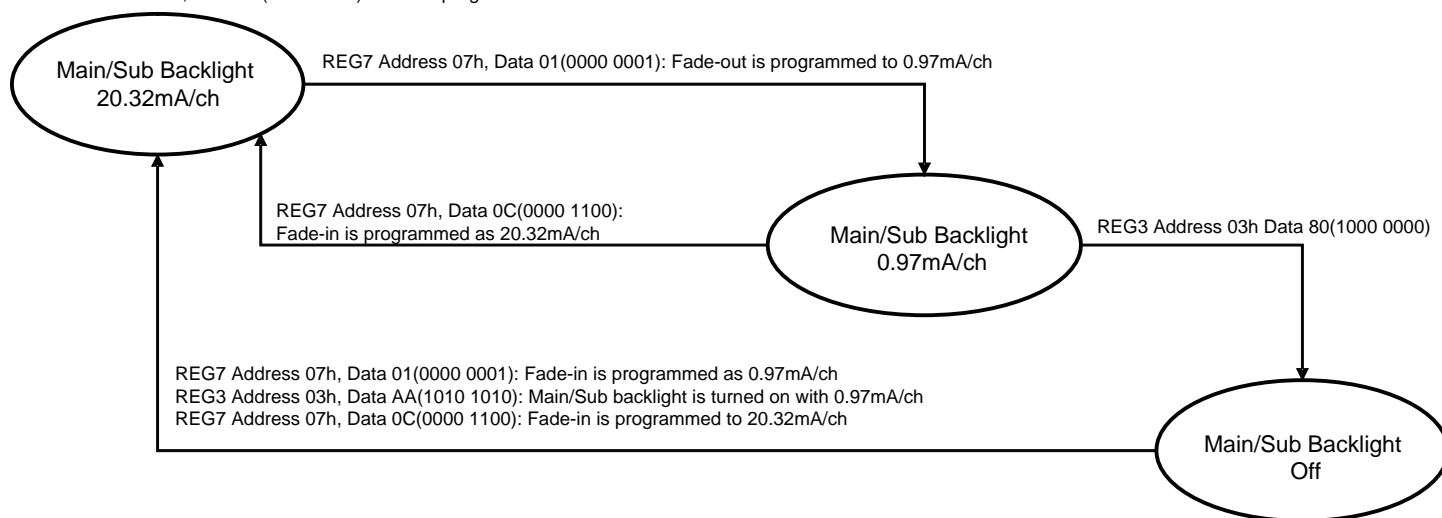 Main/Sub Backlight
20.32mA/ch
REG7 Address 07h, Data 01(0000 0001): Fade-out is programmed to 0.97mA/ch
REG7 Address 07h, Data 0C(0000 1100):
Fade-in is programmed as 20.32mA/ch
Main/Sub Backlight
0.97mA/ch
REG3 Address 03h Data 80(1000 0000)
REG7 Address 07h, Data 01(0000 0001): Fade-in is programmed as 0.97mA/ch
REG3 Address 03h, Data AA(1010 1010): Main/Sub backlight is turned on with 0.97mA/ch
REG7 Address 07h, Data 0C(0000 1100): Fade-in is programmed to 20.32mA/ch
Main/Sub Backlight
Off